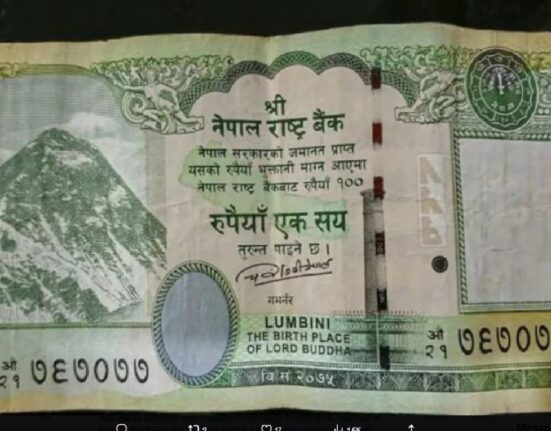 श्री
नेपाल राष्ट्र बैंक
नेपाल सरकारको जमानत प्राप्त
यसको रुपैयाँ भुक्तानी माग्न आएमा
नेपाल राष्ट्र बैंकबाट रुपैयाँ १००
रुपैयाँ एक सय
तुरुन्त पाइने छ।
गभर्नर
LUMBINI
THE BIRTH PLACE
OF LORD BUDDHA
वि सं २०७५
औ
२१ ७६७०७७
औ
२१ ७६७०७